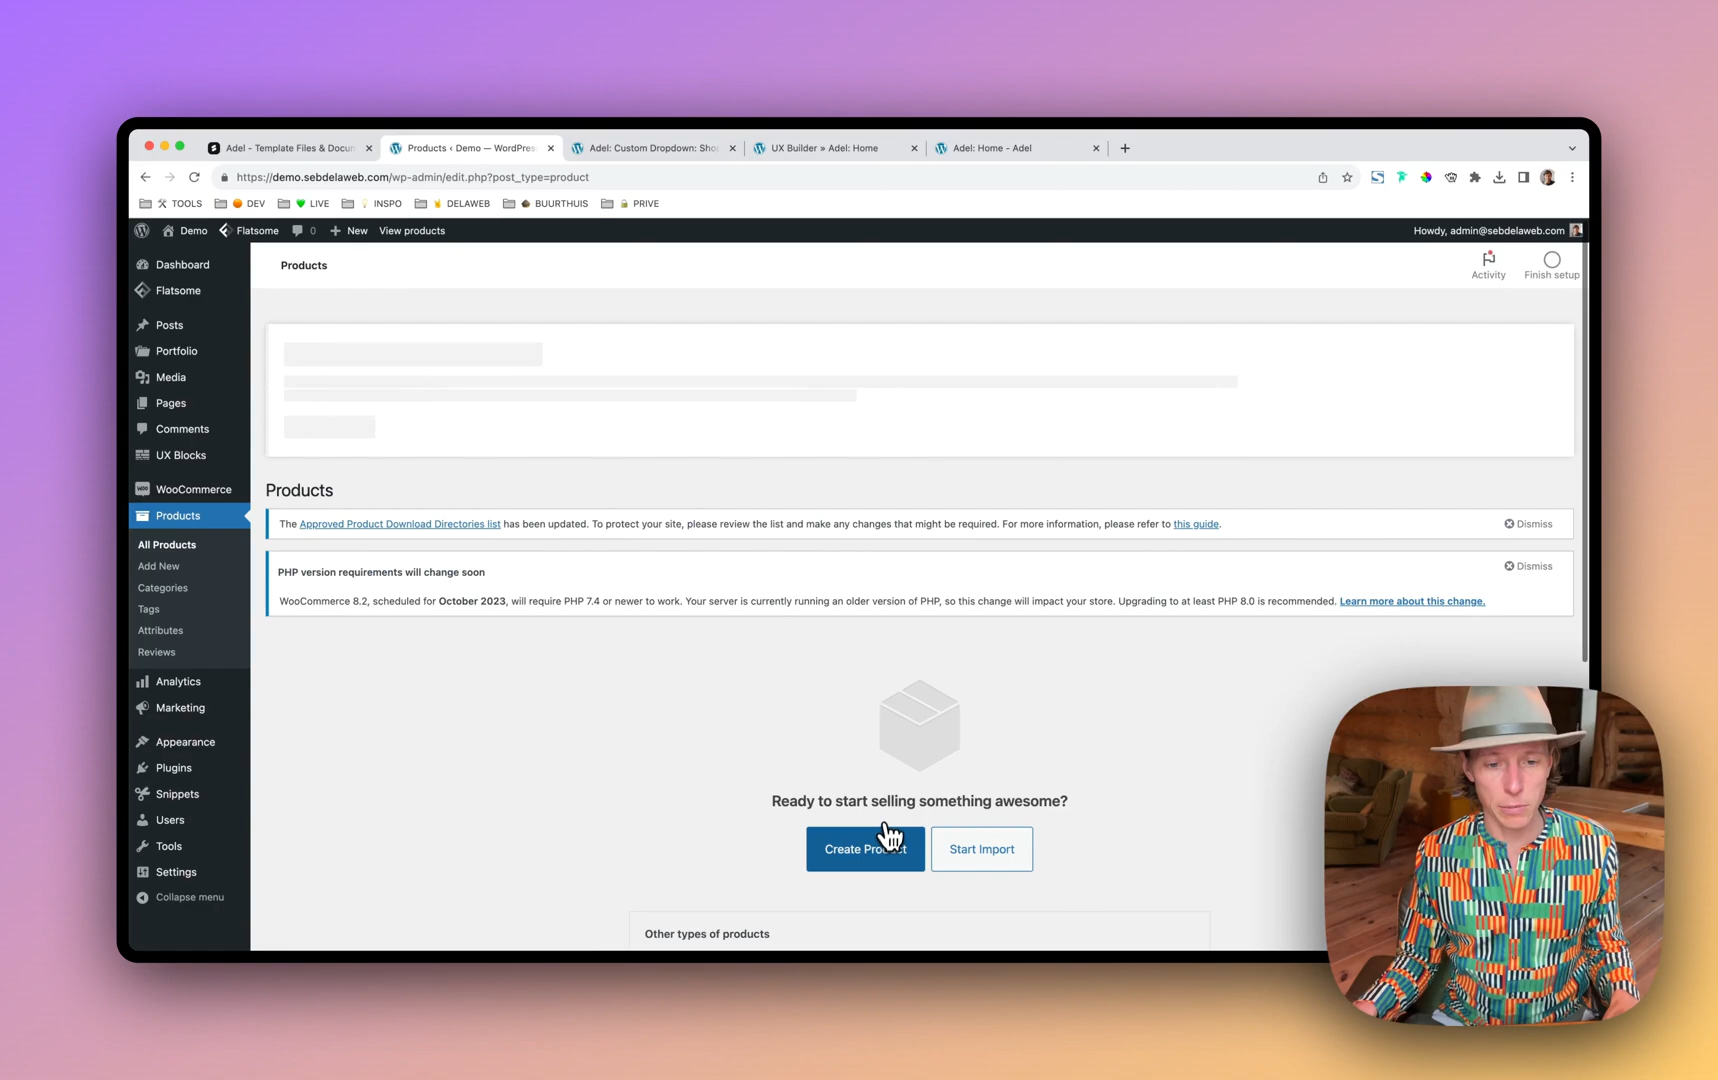 Adel - Template Files & Docun
Products ‹ Demo — WordPres
Adel: Custom Dropdown: Sho
UX Builder » Adel: Home
Adel: Home - Adel
https://demo.sebdelaweb.com/wp-admin/edit.php?post_type=product
TOOLS
DEV
LIVE
INSPO
DELAWEB
BUURTHUIS
PRIVE
Demo
Flatsome
0
New
View products
Howdy, admin@sebdelaweb.com
Dashboard
Flatsome
Posts
Portfolio
Media
Pages
Comments
UX Blocks
WooCommerce
Products
All Products
Add New
Categories
Tags
Attributes
Reviews
Analytics
Marketing
Appearance
Plugins
Snippets
Users
Tools
Settings
Collapse menu
Products
Activity
Finish setup
Products
The Approved Product Download Directories list has been updated. To protect your site, please review the list and make any changes that might be required. For more information, please refer to this guide.
Dismiss
PHP version requirements will change soon
Dismiss
WooCommerce 8.2, scheduled for October 2023, will require PHP 7.4 or newer to work. Your server is currently running an older version of PHP, so this change will impact your store. Upgrading to at least PHP 8.0 is recommended. Learn more about this change.
Ready to start selling something awesome?
Create Product
Start Import
Other types of products